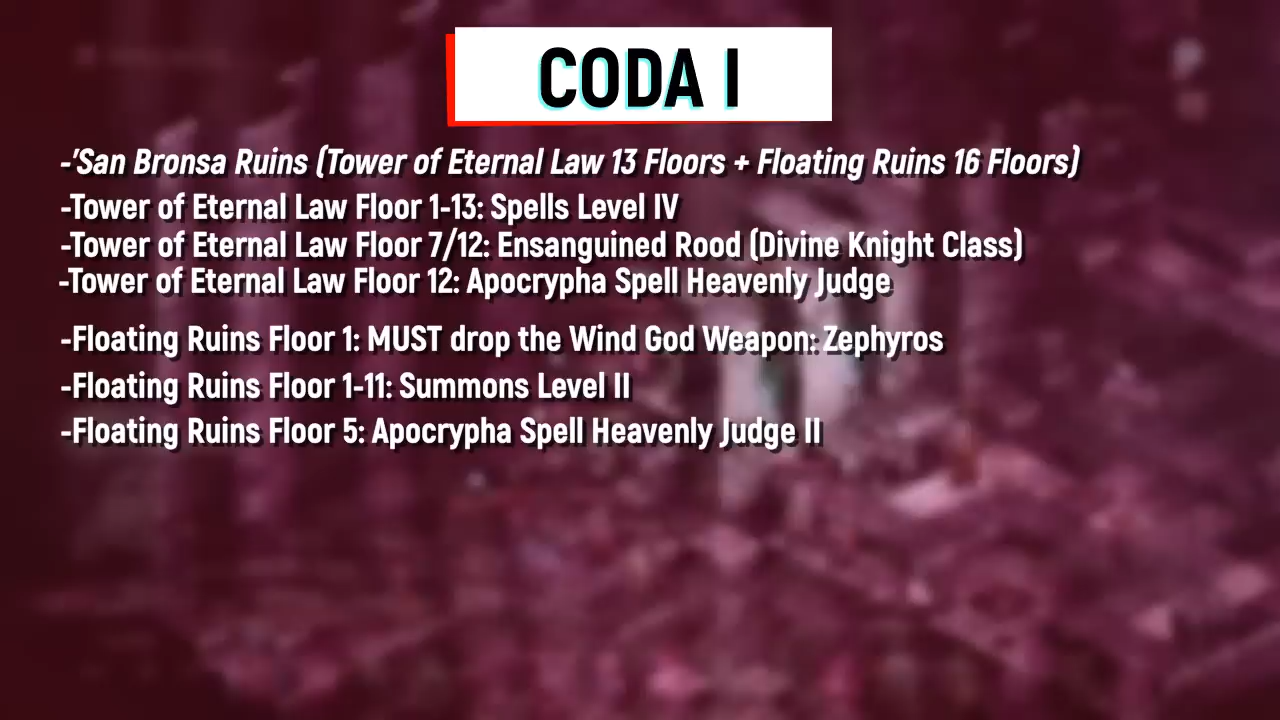 CODA I
-'San Bronsa Ruins (Tower of Eternal Law 13 Floors + Floating Ruins 16 Floors)
-Tower of Eternal Law Floor 1-13: Spells Level IV
-Tower of Eternal Law Floor 7/12: Ensanguined Rood (Divine Knight Class)
-Tower of Eternal Law Floor 12: Apocrypha Spell Heavenly Judge
-Floating Ruins Floor 1: MUST drop the Wind God Weapon: Zephyros
-Floating Ruins Floor 1-11: Summons Level II
-Floating Ruins Floor 5: Apocrypha Spell Heavenly Judge II